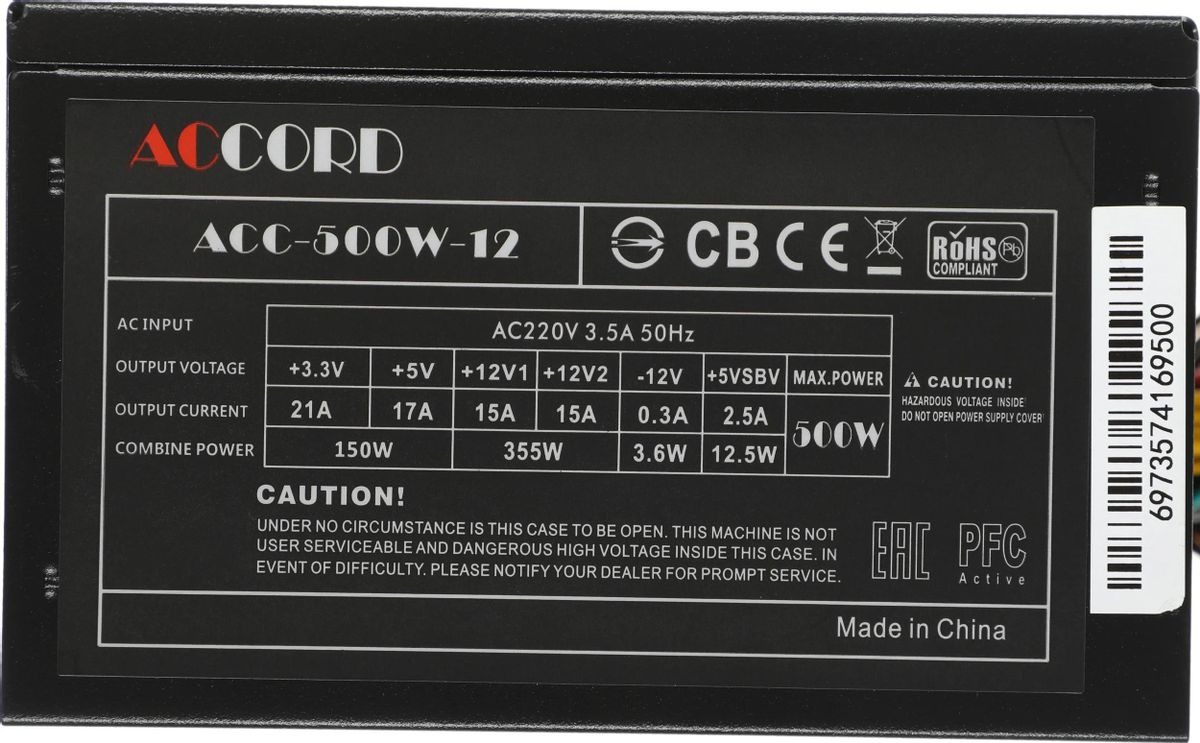 ACCORD
ACC-500W-12
CB CE RoHS Pb
COMPLIANT
AC INPUT AC220V 3.5A 50Hz
OUTPUT VOLTAGE +3.3V +5V +12V1 +12V2 -12V +5VSBV MAX.POWER
OUTPUT CURRENT 21A 17A 15A 15A 0.3A 2.5A 500W
COMBINE POWER 150W 355W 3.6W 12.5W
CAUTION!
HAZARDOUS VOLTAGE INSIDE
DO NOT OPEN POWER SUPPLY COVER
CAUTION!
UNDER NO CIRCUMSTANCE IS THIS CASE TO BE OPEN. THIS MACHINE IS NOT
USER SERVICEABLE AND DANGEROUS HIGH VOLTAGE INSIDE THIS CASE. IN
EVENT OF DIFFICULTY. PLEASE NOTIFY YOUR DEALER FOR PROMPT SERVICE.
EAC PFC
Active
Made in China
6973574169500